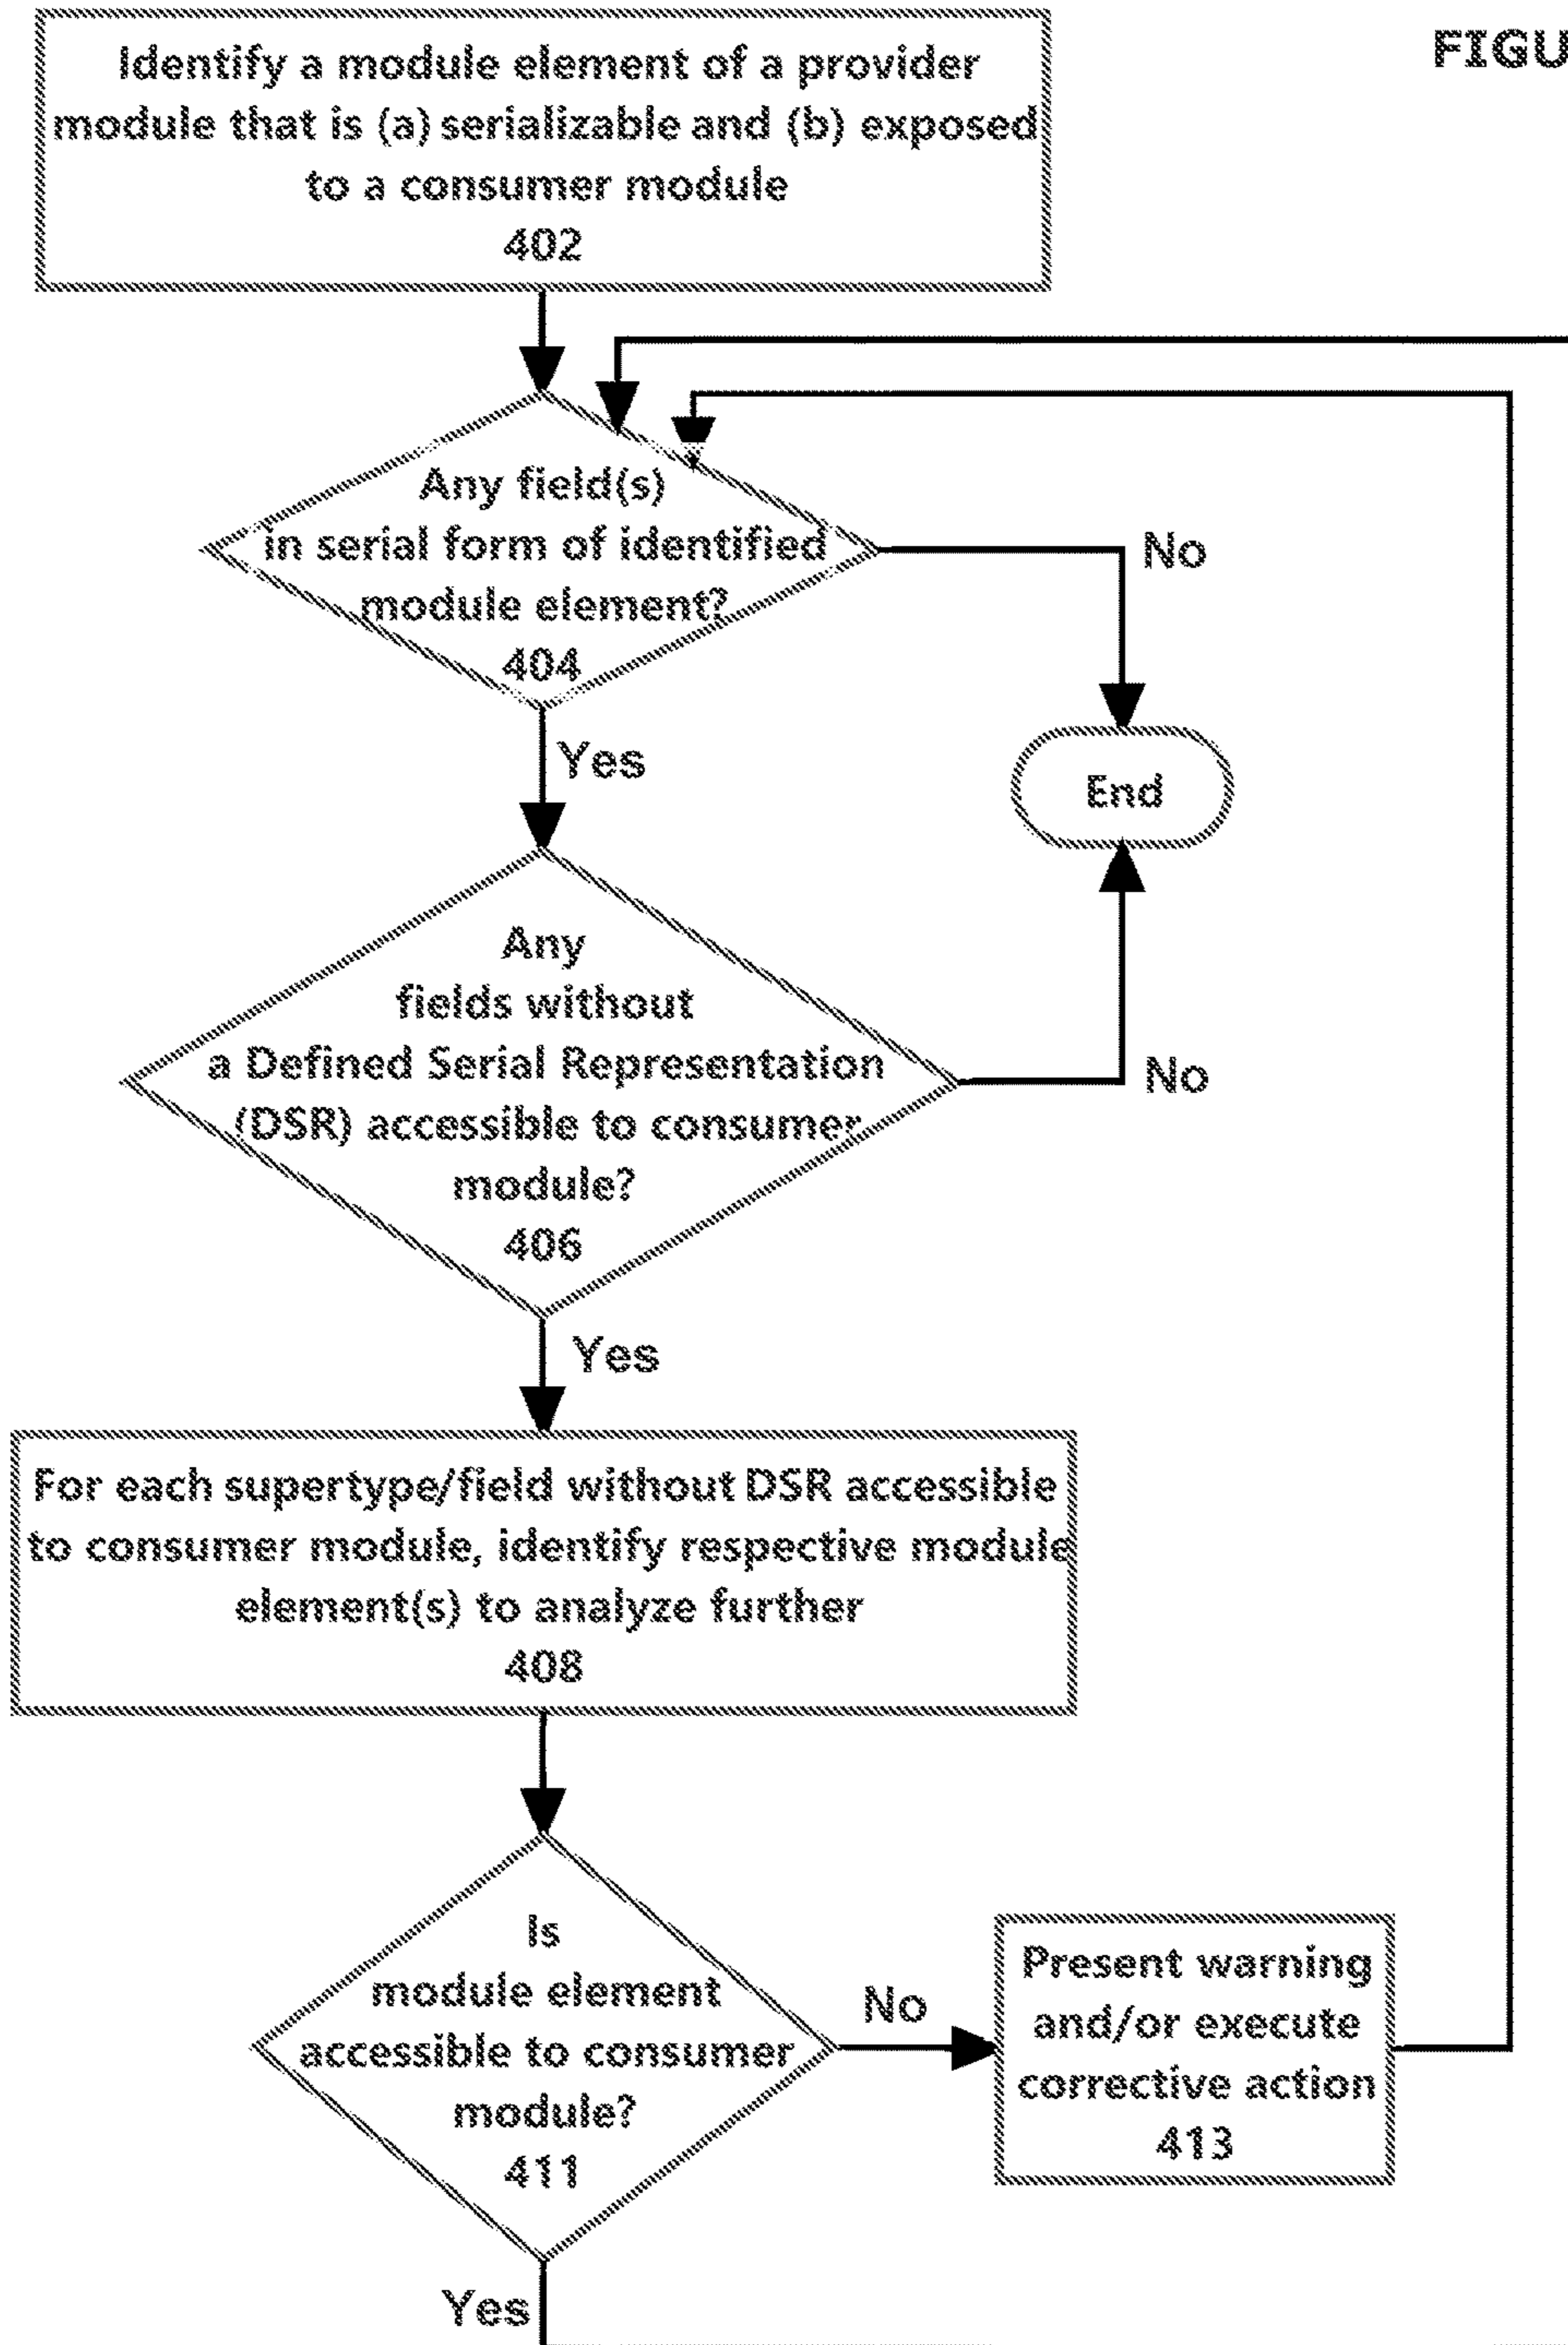 FIGU
Identify a module element of a provider
module that is (a) serializable and (b) exposed
to a consumer module
402
Any field(s)
in serial form of identified
module element?
404
No
Yes
End
Any
fields without
a Defined Serial Representation
(DSR) accessible to consumer
module?
406
No
Yes
For each supertype/field without DSR accessible
to consumer module, identify respective module
element(s) to analyze further
408
Is
module element
accessible to consumer
module?
411
No
Present warning
and/or execute
corrective action
413
Yes